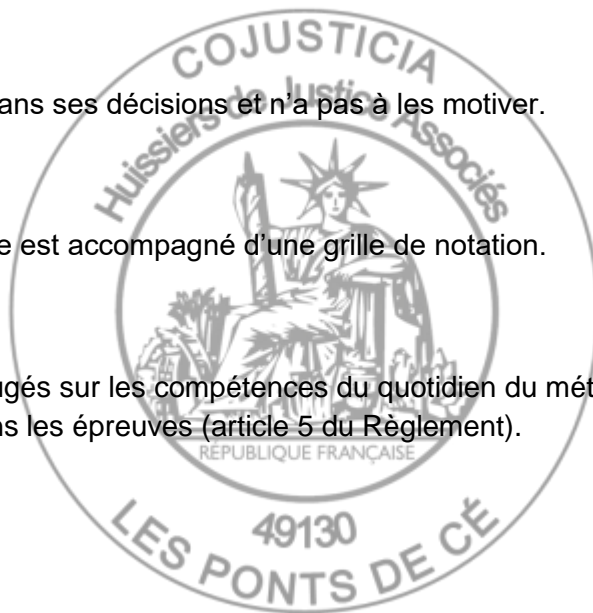 COJUSTICIA
Huissiers de Justice Associés
ans ses décisions et n'a pas à les motiver.
e est accompagné d'une grille de notation.
ugés sur les compétences du quotidien du mét
ns les épreuves (article 5 du Règlement).
RÉPUBLIQUE FRANÇAISE
49130
LES PONTS DE CÉ